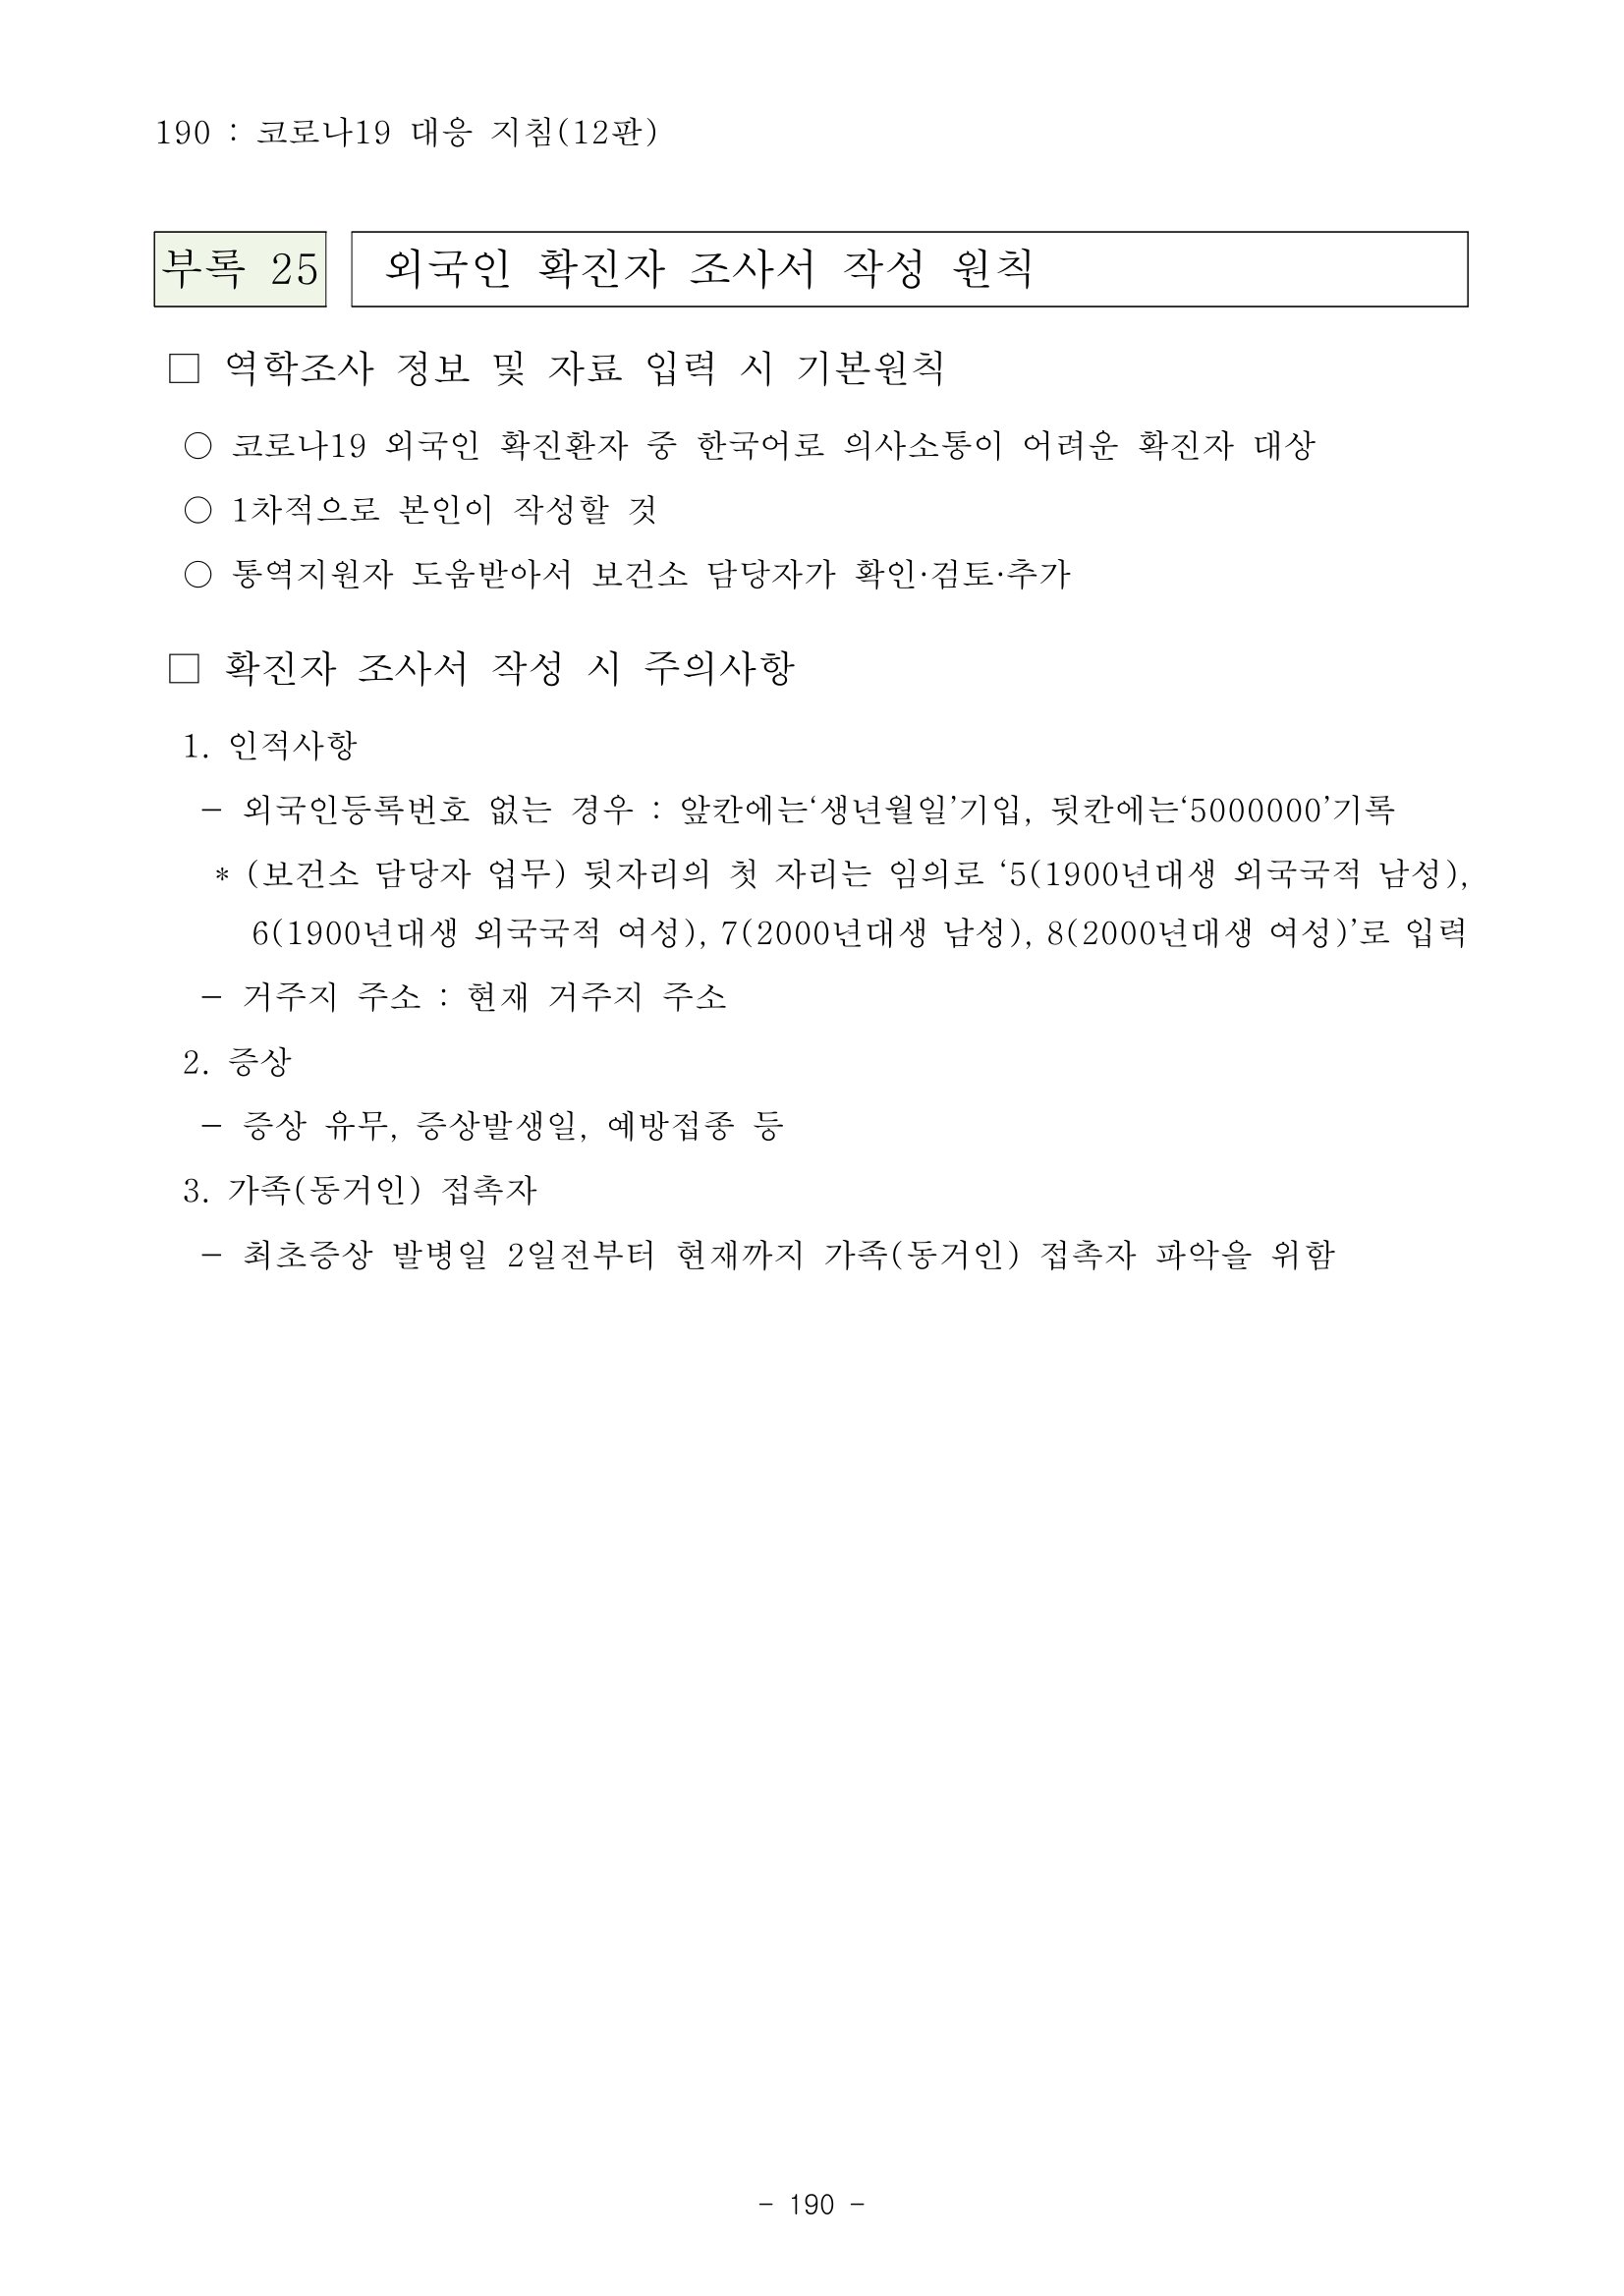 190 : 코로나19 대응 지침(12판)
부록 25 외국인 확진자 조사서 작성 원칙
□ 역학조사 정보 및 자료 입력 시 기본원칙
○ 코로나19 외국인 확진환자 중 한국어로 의사소통이 어려운 확진자 대상
○ 1차적으로 본인이 작성할 것
○ 통역지원자 도움받아서 보건소 담당자가 확인·검토·추가
□ 확진자 조사서 작성 시 주의사항
1. 인적사항
- 외국인등록번호 없는 경우 : 앞칸에는‘생년월일’기입, 뒷칸에는‘5000000’기록
* (보건소 담당자 업무) 뒷자리의 첫 자리는 임의로 ‘5(1900년대생 외국국적 남성),
6(1900년대생 외국국적 여성), 7(2000년대생 남성), 8(2000년대생 여성)’로 입력
- 거주지 주소 : 현재 거주지 주소
2. 증상
- 증상 유무, 증상발생일, 예방접종 등
3. 가족(동거인) 접촉자
- 최초증상 발병일 2일전부터 현재까지 가족(동거인) 접촉자 파악을 위함
- 190 -